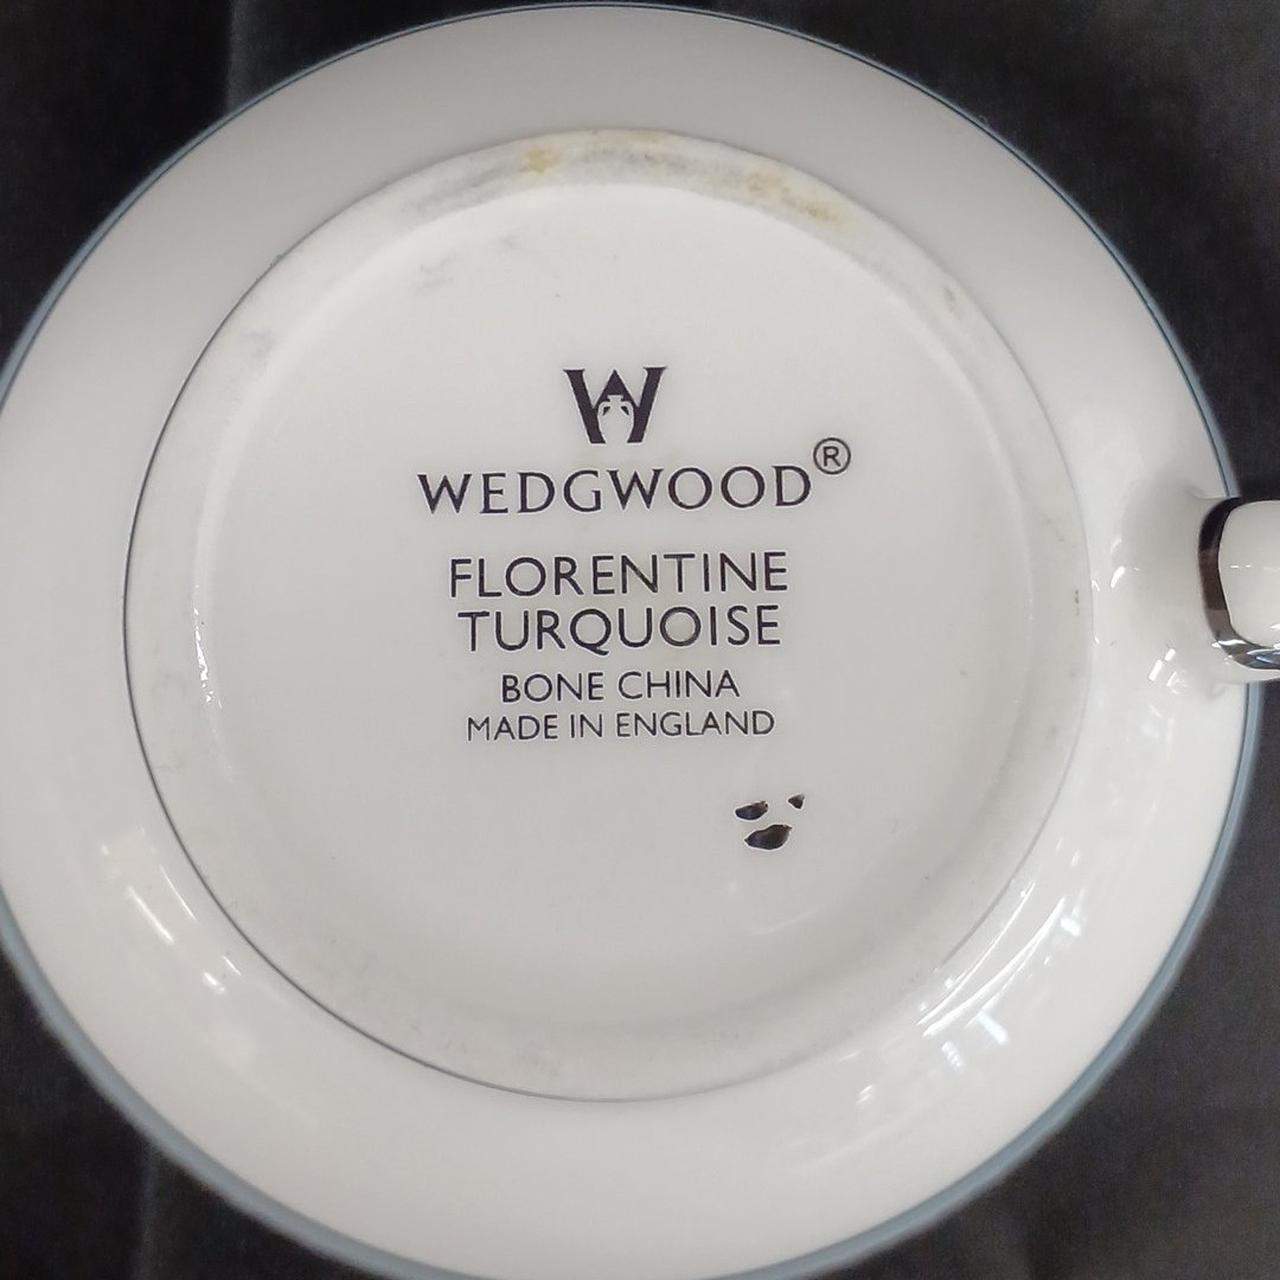 W
WEDGWOOD®
FLORENTINE
TURQUOISE
BONE CHINA
MADE IN ENGLAND